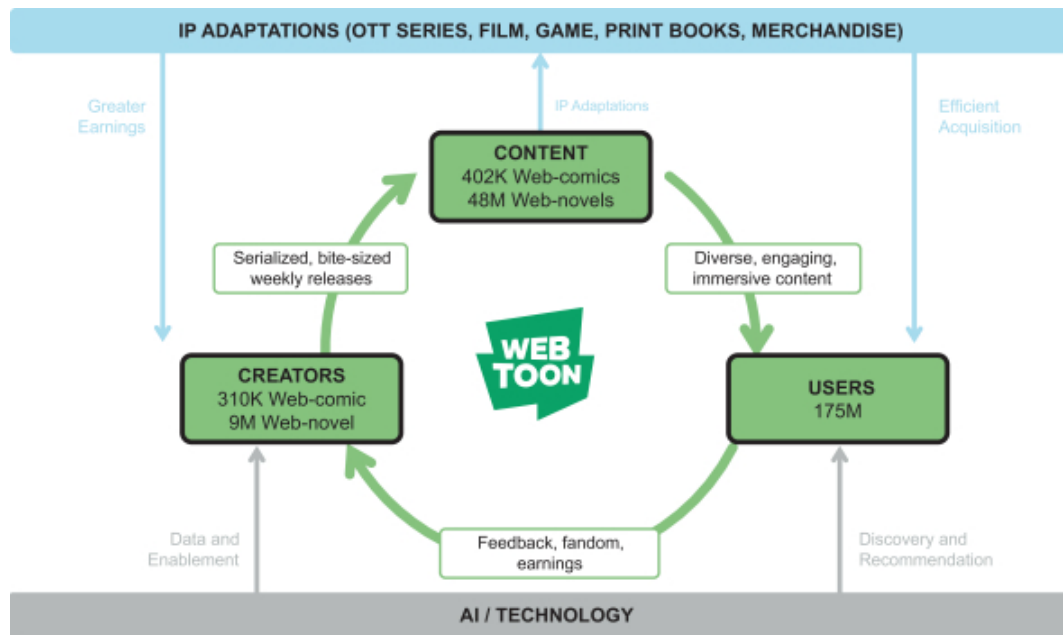 IP ADAPTATIONS (OTT SERIES, FILM, GAME, PRINT BOOKS, MERCHANDISE)
Greater
Earnings
IP Adaptations
Efficient
Acquisition
CONTENT
402K Web-comics
48M Web-novels
Serialized, bite-sized
weekly releases
Diverse, engaging,
immersive content
WEB
TOON
CREATORS
310K Web-comic
9M Web-novel
USERS
175M
Data and
Enablement
Feedback, fandom,
earnings
Discovery and
Recommendation
AI / TECHNOLOGY